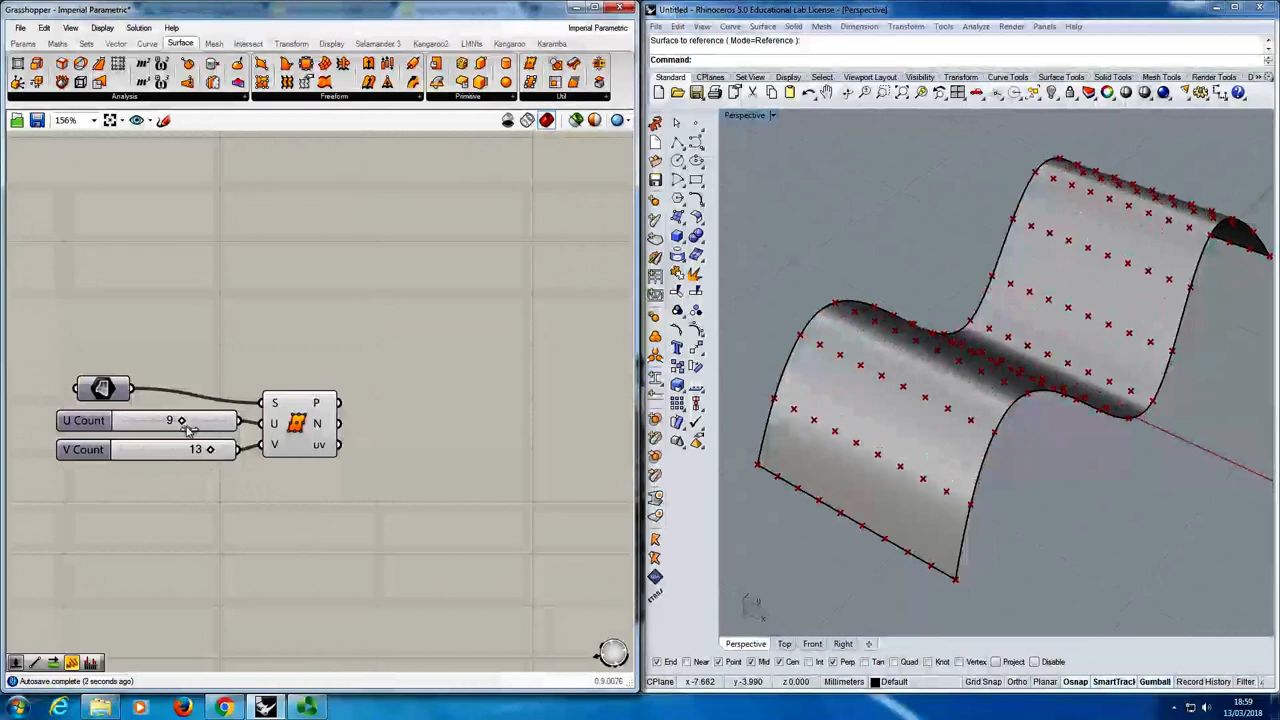 Grasshopper - Imperial Parametric*
File Edit View Display Solution Help
Imperial Parametric*
Params Maths Sets Vector Curve Surface Mesh Intersect Transform Display Salamander 3 Kangaroo2 LMNts Kangaroo Karamba
Analysis Freeform Primitive Util
156%
U Count 9
V Count 13
S P
U N
V uv
Autosave complete (2 seconds ago)
0.9.0076
Untitled - Rhinoceros 5.0 Educational Lab License - [Perspective]
File Edit View Curve Surface Solid Mesh Dimension Transform Tools Analyze Render Panels Help
Surface to reference ( Mode=Reference ):
Command:
Standard CPlanes Set View Display Select Viewport Layout Visibility Transform Curve Tools Surface Tools Solid Tools Mesh Tools Render Tools
Perspective
z
x
Perspective Top Front Right
End Near Point Mid Cen Int Perp Tan Quad Knot Vertex Project Disable
CPlane x -7.662 y -3.990 z 0.000 Millimeters Default Grid Snap Ortho Planar Osnap SmartTrack Gumball Record History Filter
18:59
13/03/2018